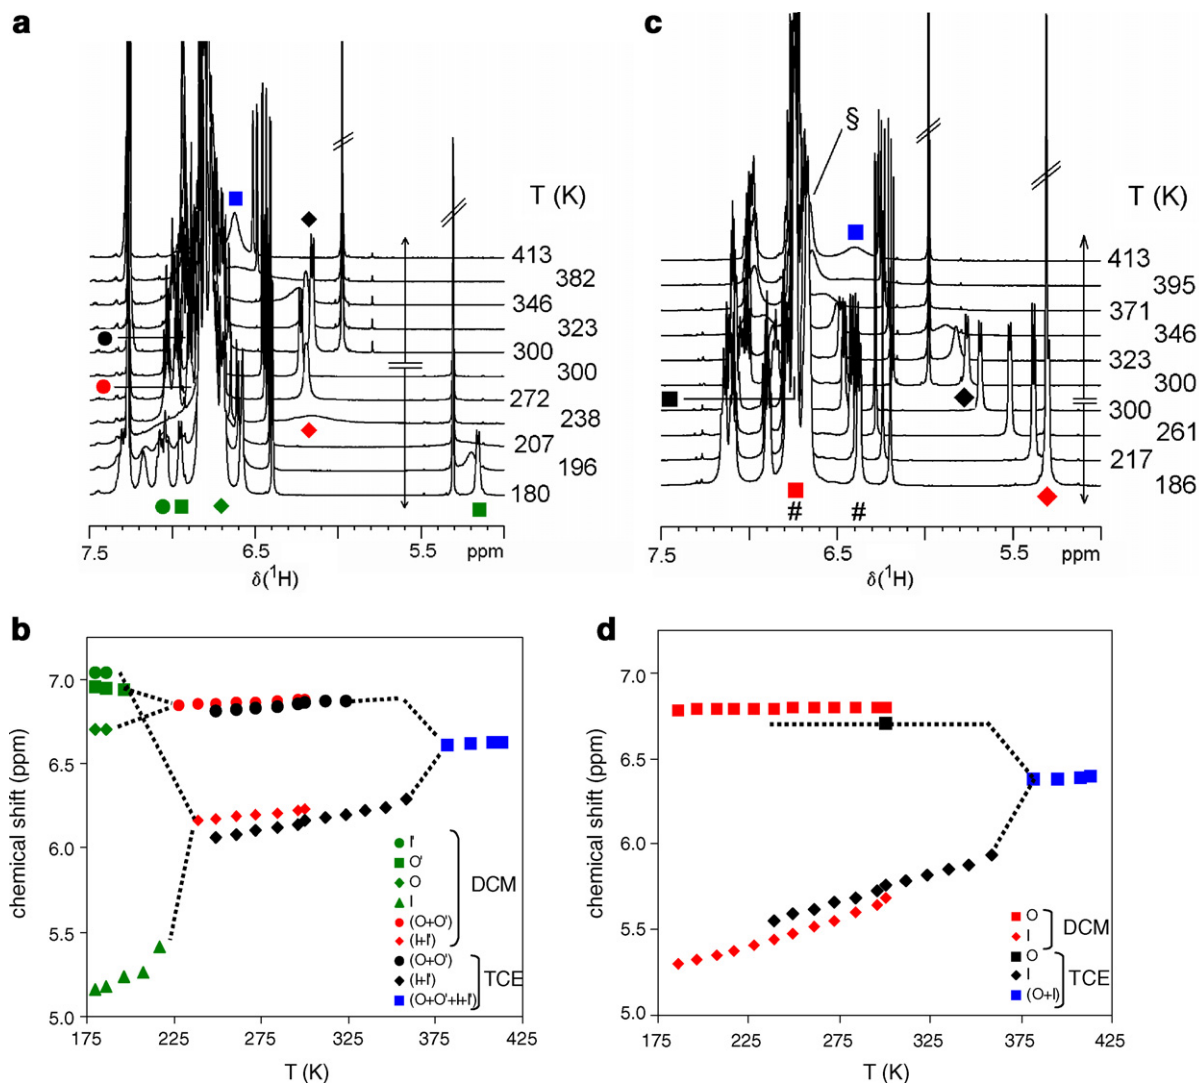 a
T (K)
413
382
346
323
300
300
272
238
207
196
180
7.5
6.5
5.5
ppm
δ(¹H)
c
§
T (K)
413
395
371
346
323
300
300
261
217
186
# #
7.5
6.5
5.5
ppm
δ(¹H)
b
chemical shift (ppm)
7.0
6.5
6.0
5.5
5.0
I'
O'
O
I
(O+O')
(I+I')
DCM
(O+O')
(I+I')
(O+O'+I+I')
TCE
175 225 275 325 375 425
T (K)
d
chemical shift (ppm)
7.0
6.5
6.0
5.5
5.0
O
I
DCM
O
I
(O+I)
TCE
175 225 275 325 375 425
T (K)